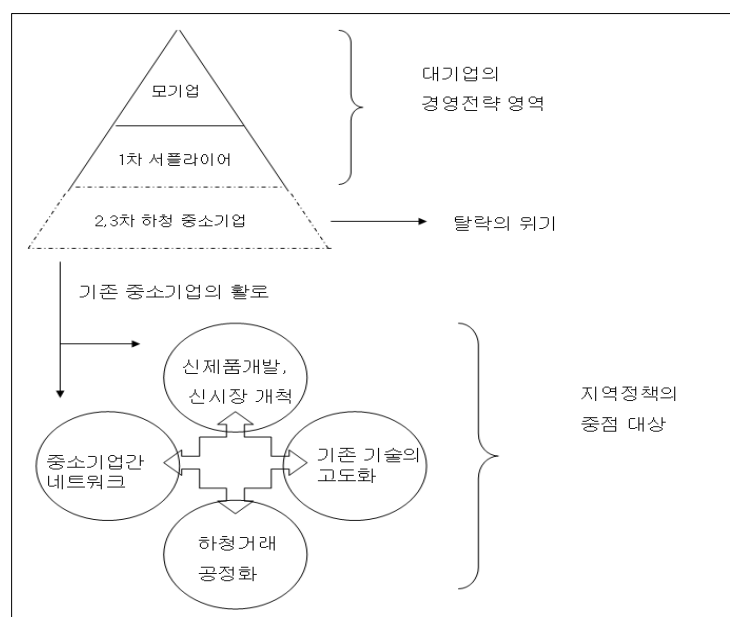 모기업
대기업의
경영전략 영역
1차 서플라이어
2,3차 하청 중소기업
탈락의 위기
기존 중소기업의 활로
신제품개발,
신시장 개척
지역정책의
중점 대상
중소기업간
네트워크
기존 기술의
고도화
하청거래
공정화